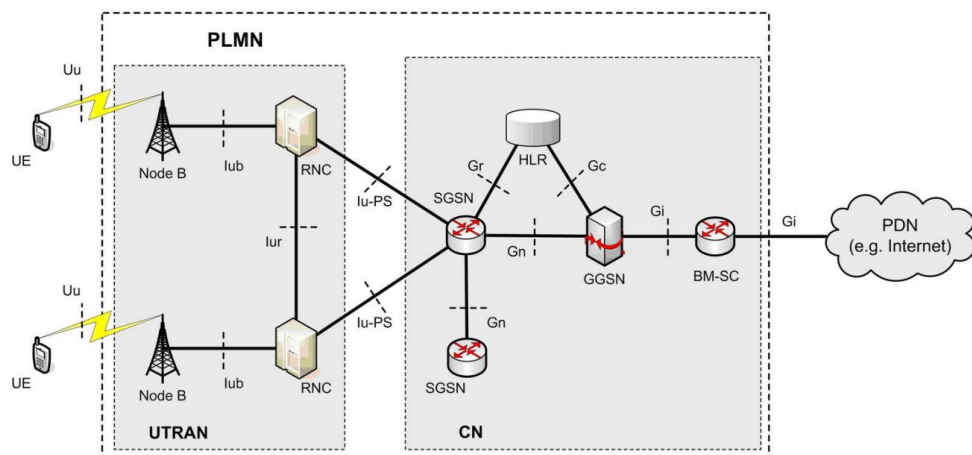 PLMN
Uu
UE
Node B
Iub
RNC
Iu-PS
Iur
Uu
UE
Node B
Iub
RNC
Iu-PS
UTRAN
HLR
Gr
Gc
SGSN
Gn
GGSN
Gi
BM-SC
Gn
SGSN
CN
Gi
PDN
(e.g. Internet)